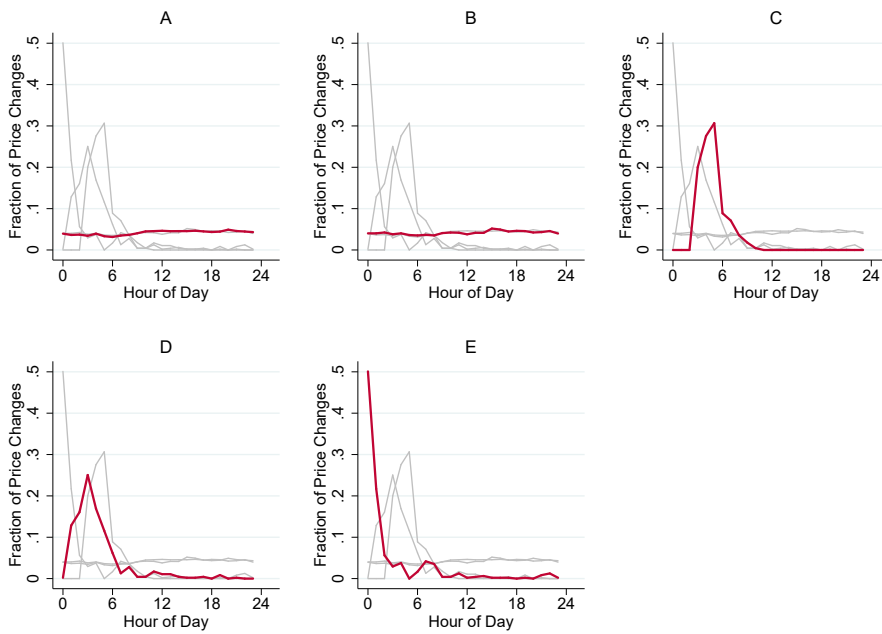 A
B
C
Fraction of Price Changes
0 .1 .2 .3 .4 .5
0 6 12 18 24
Hour of Day
Fraction of Price Changes
0 .1 .2 .3 .4 .5
0 6 12 18 24
Hour of Day
Fraction of Price Changes
0 .1 .2 .3 .4 .5
0 6 12 18 24
Hour of Day
D
E
Fraction of Price Changes
0 .1 .2 .3 .4 .5
0 6 12 18 24
Hour of Day
Fraction of Price Changes
0 .1 .2 .3 .4 .5
0 6 12 18 24
Hour of Day